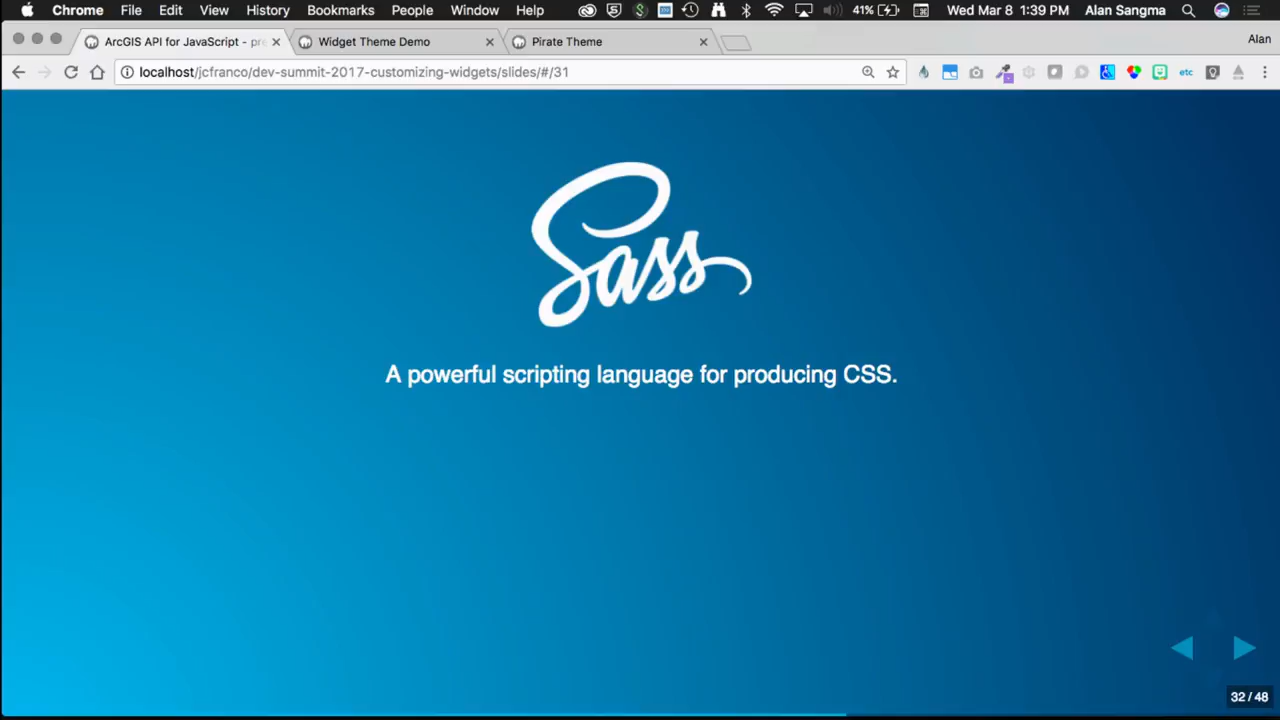 Chrome File Edit View History Bookmarks People Window Help 41% Wed Mar 8 1:39 PM Alan Sangma
ArcGIS API for JavaScript - pre Widget Theme Demo Pirate Theme Alan
localhost/jcfranco/dev-summit-2017-customizing-widgets/slides/#/31 etc
Sass
A powerful scripting language for producing CSS.
32 / 48